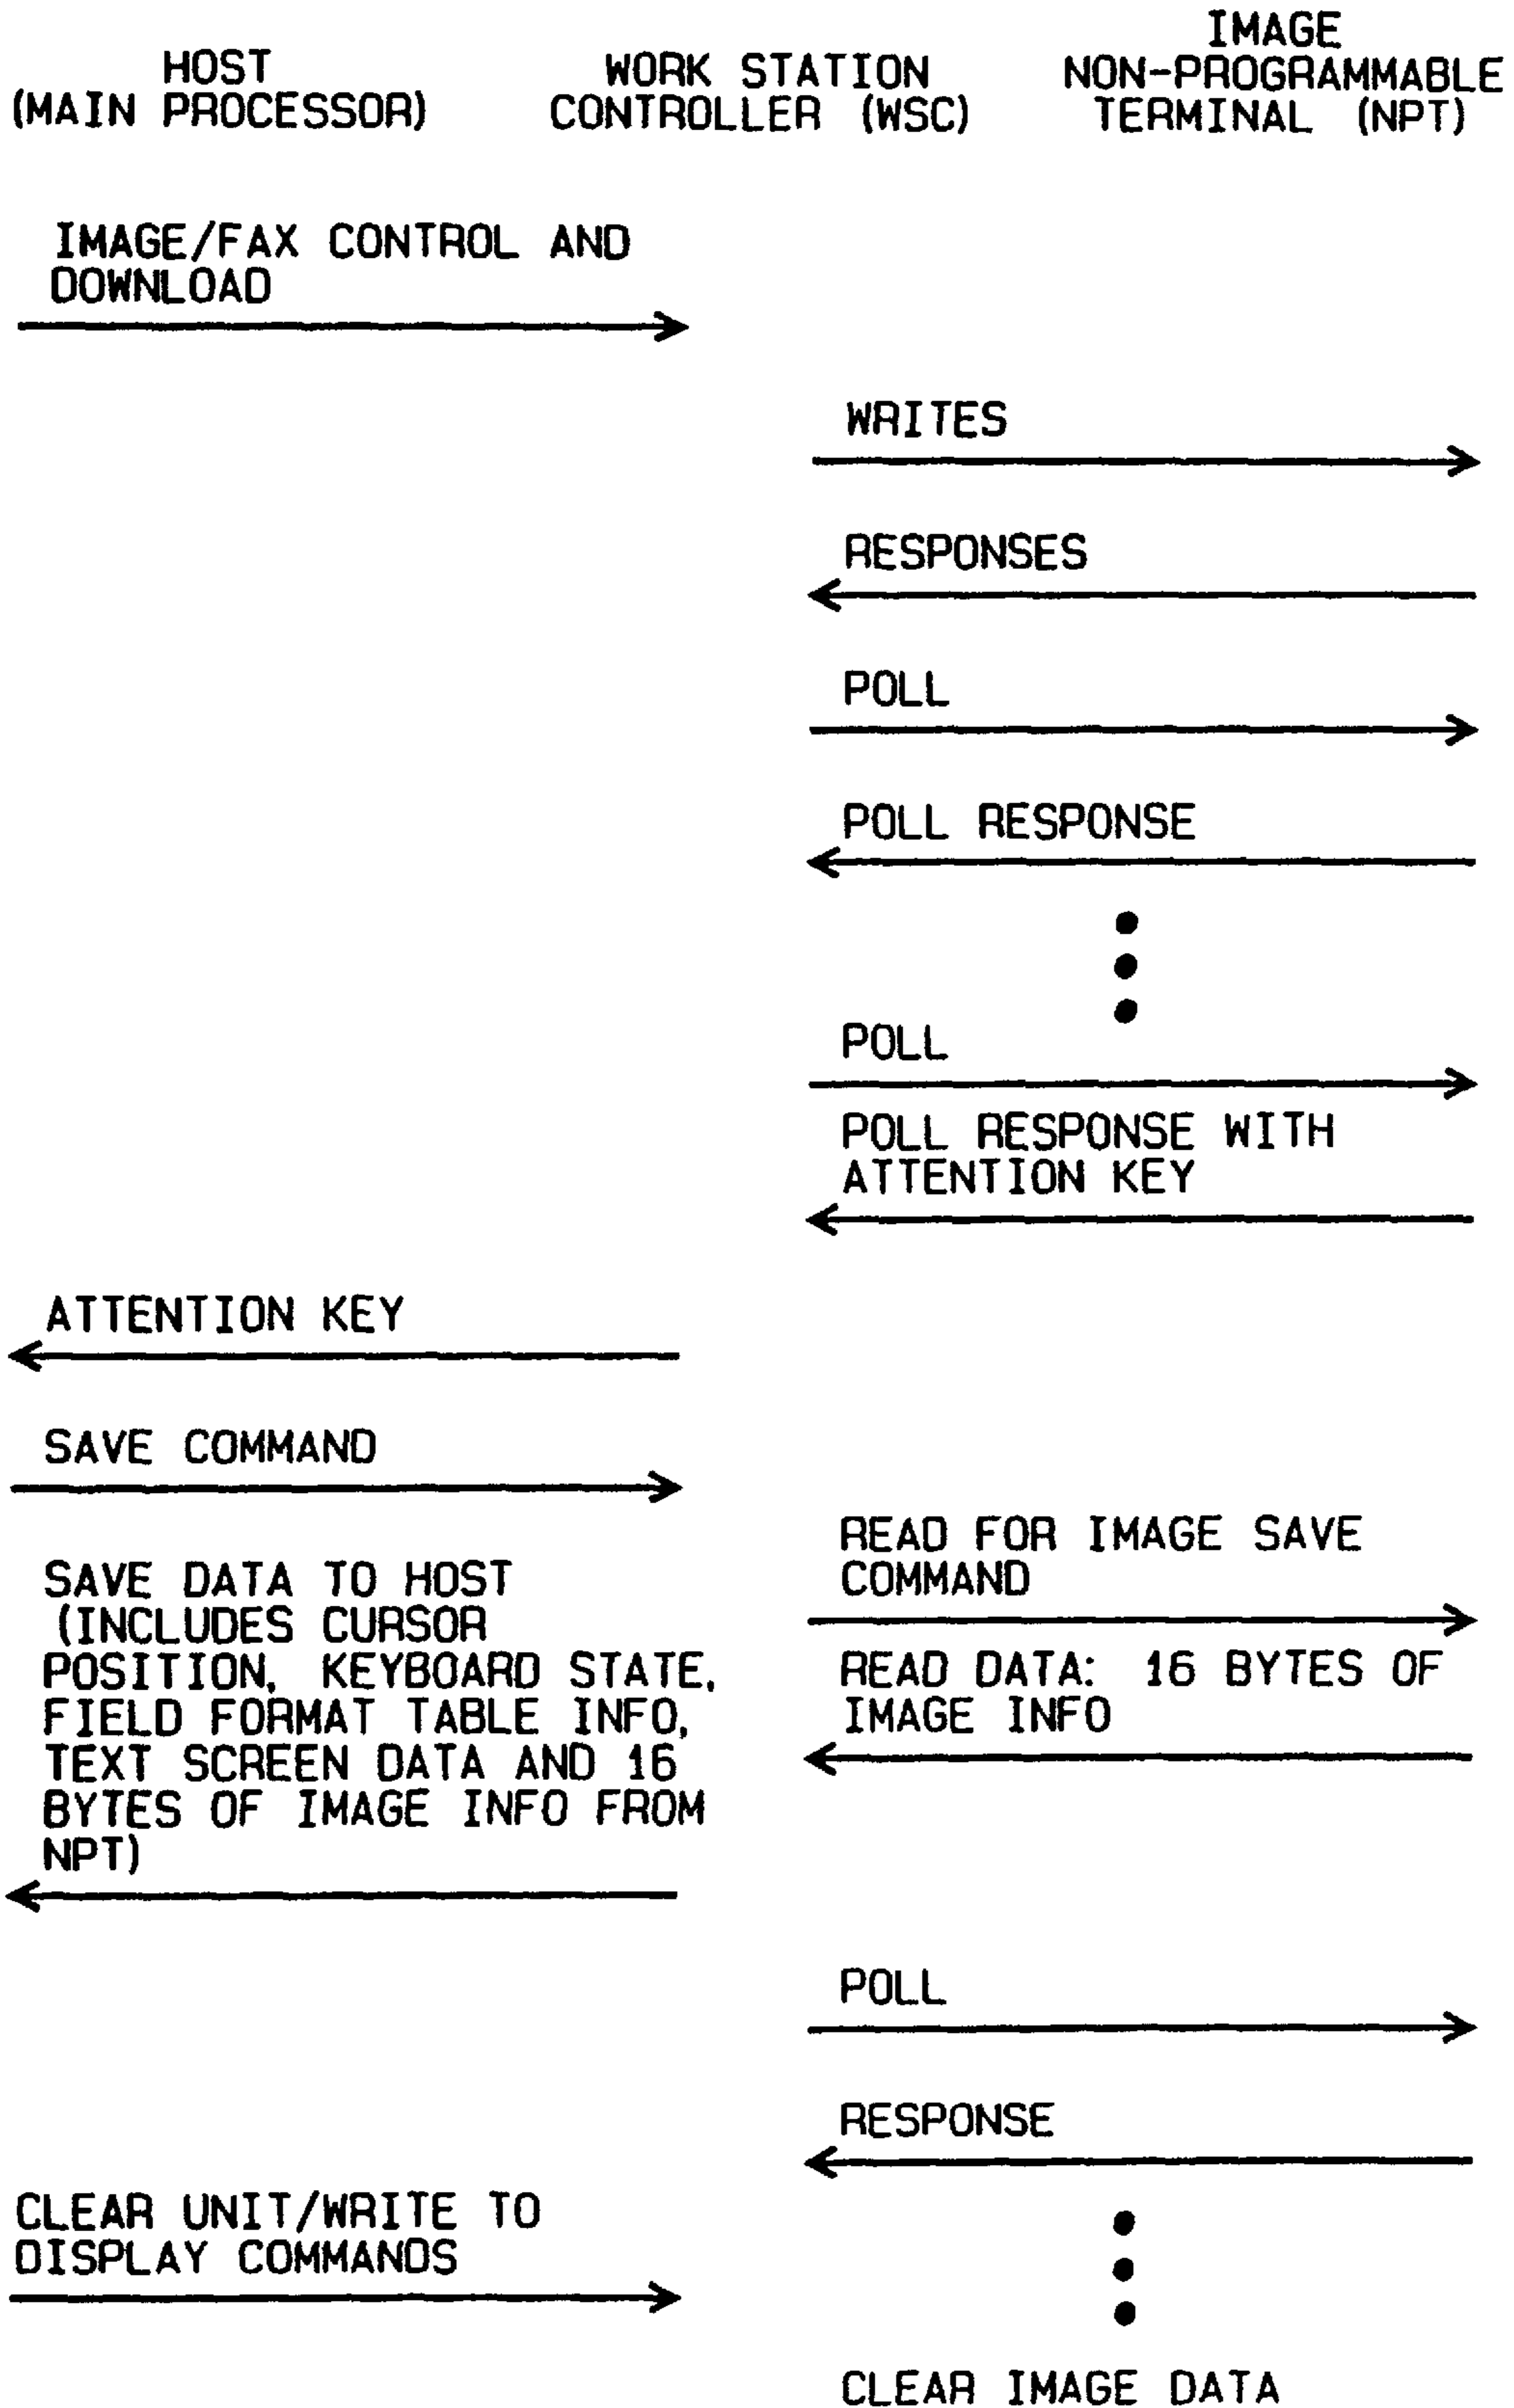 HOST
(MAIN PROCESSOR)
WORK STATION
CONTROLLER (WSC)
IMAGE
NON-PROGRAMMABLE
TERMINAL (NPT)
IMAGE/FAX CONTROL AND
DOWNLOAD
WRITES
RESPONSES
POLL
POLL RESPONSE
POLL
POLL RESPONSE WITH
ATTENTION KEY
ATTENTION KEY
SAVE COMMAND
READ FOR IMAGE SAVE
COMMAND
SAVE DATA TO HOST
(INCLUDES CURSOR
POSITION, KEYBOARD STATE,
FIELD FORMAT TABLE INFO,
TEXT SCREEN DATA AND 16
BYTES OF IMAGE INFO FROM
NPT)
READ DATA: 16 BYTES OF
IMAGE INFO
POLL
RESPONSE
CLEAR UNIT/WRITE TO
DISPLAY COMMANDS
CLEAR IMAGE DATA